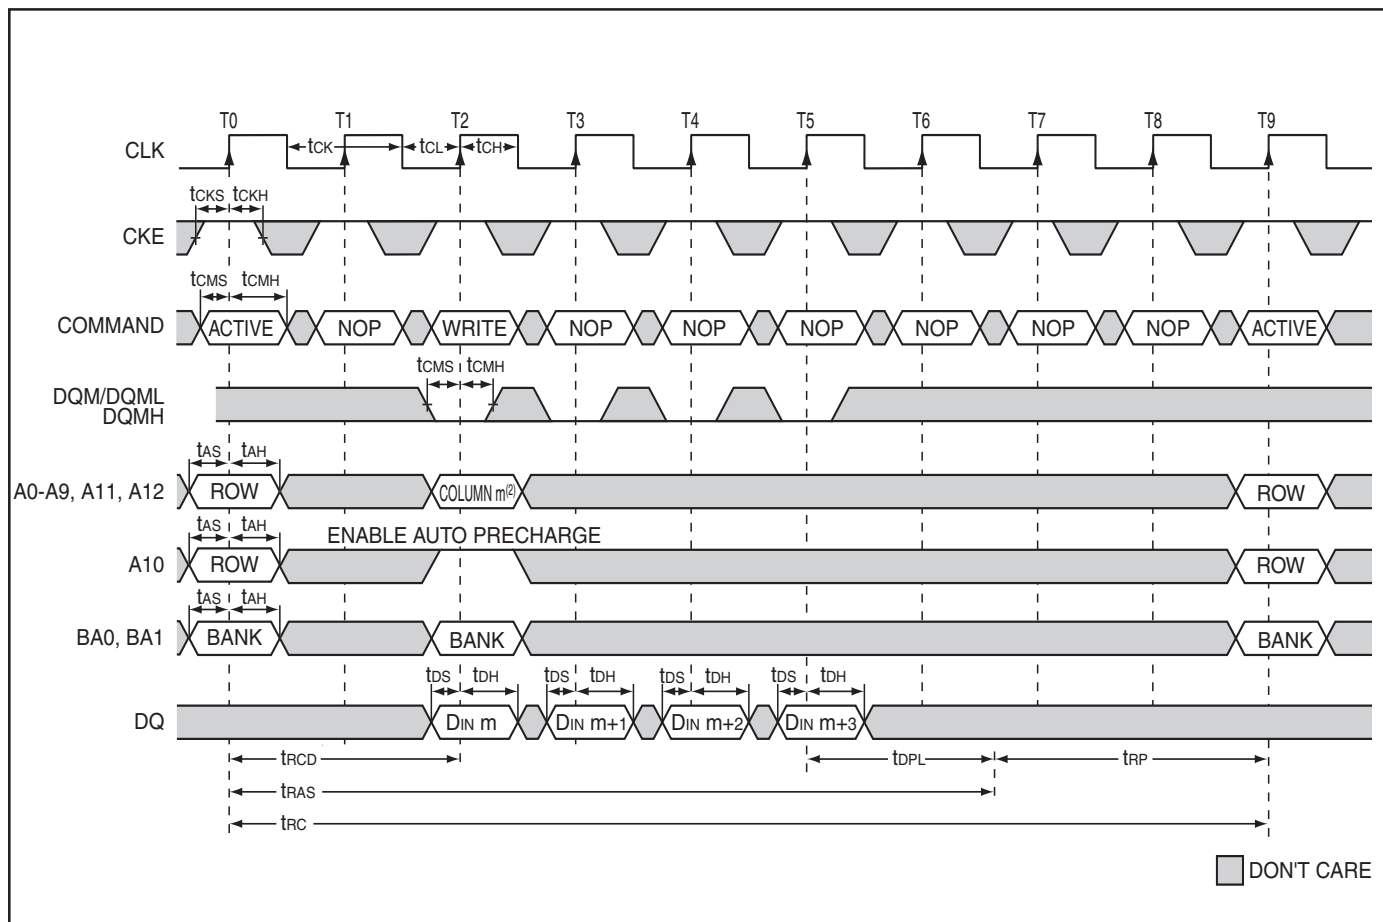 T0 T1 T2 T3 T4 T5 T6 T7 T8 T9
CLK tCK tCL tCH
tCKS tCKH
CKE
tCMS tCMH
COMMAND ACTIVE NOP WRITE NOP NOP NOP NOP NOP NOP ACTIVE
tCMS tCMH
DQM/DQML
DQMH
tAS tAH
A0-A9, A11, A12 ROW COLUMN m(2) ROW
tAS tAH ENABLE AUTO PRECHARGE
A10 ROW ROW
tAS tAH
BA0, BA1 BANK BANK BANK
tDS tDH tDS tDH tDS tDH tDS tDH
DQ DIN m DIN m+1 DIN m+2 DIN m+3
tRCD tDPL tRP
tRAS
tRC
DON'T CARE